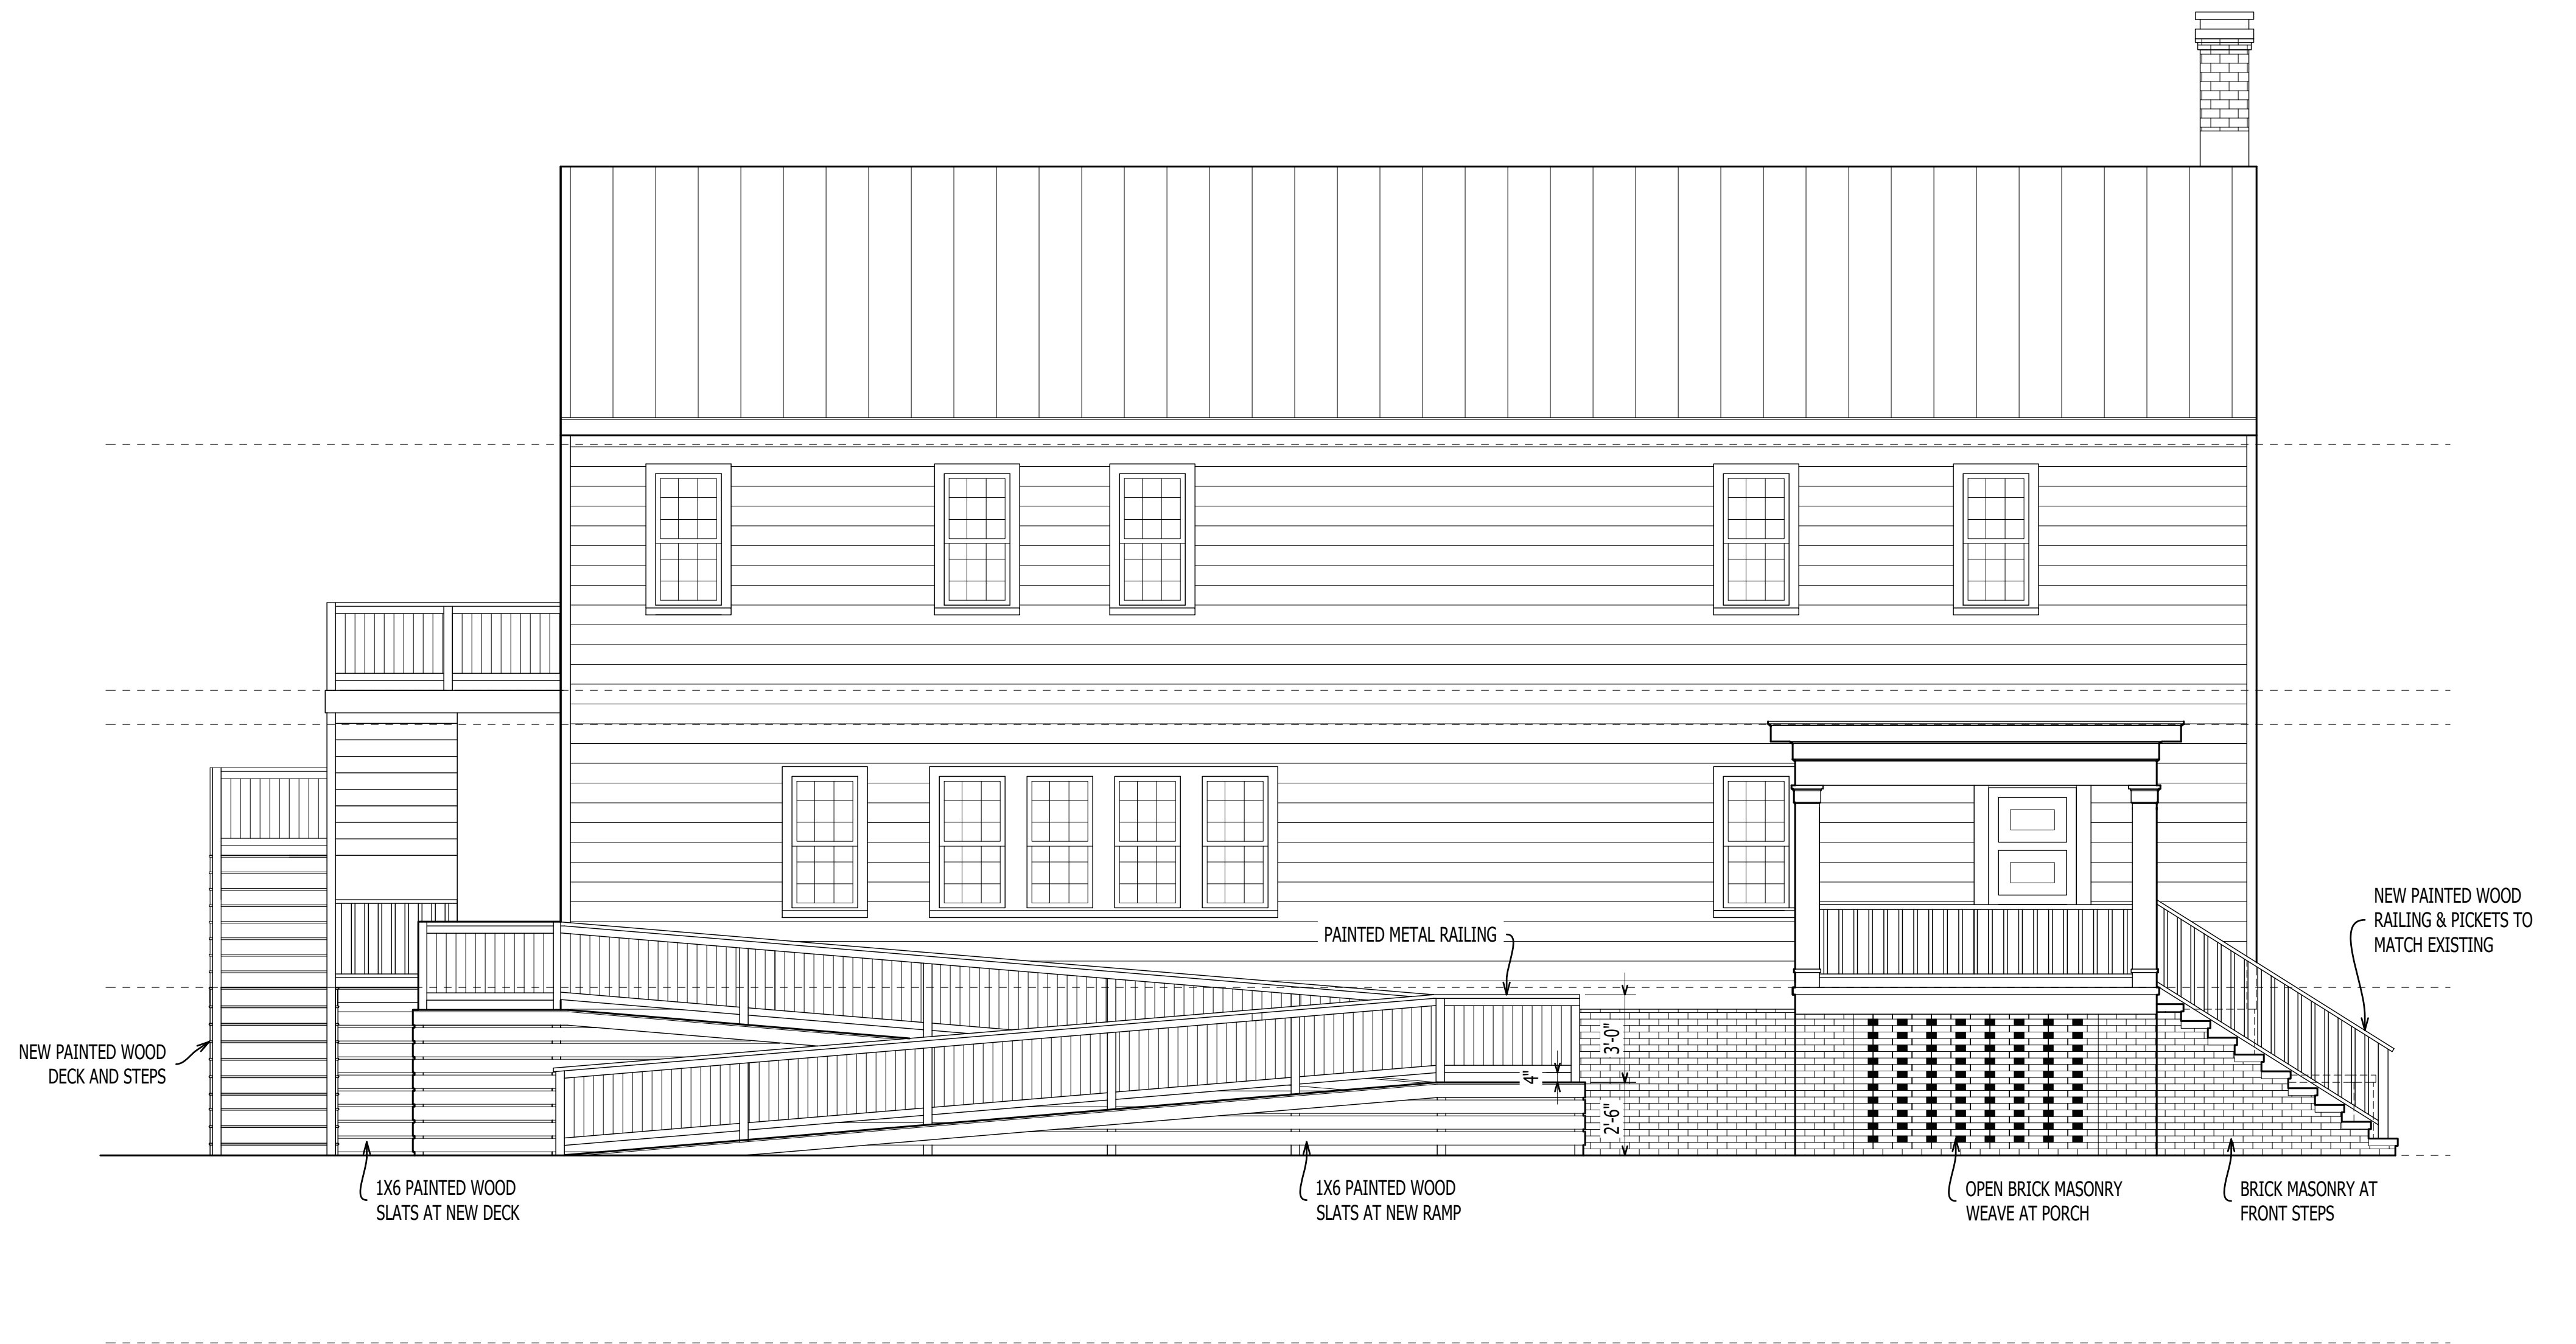 NEW PAINTED WOOD
RAILING & PICKETS TO
MATCH EXISTING
PAINTED METAL RAILING
3'-0"
4"
2'-6"
NEW PAINTED WOOD
DECK AND STEPS
1X6 PAINTED WOOD
SLATS AT NEW DECK
1X6 PAINTED WOOD
SLATS AT NEW RAMP
OPEN BRICK MASONRY
WEAVE AT PORCH
BRICK MASONRY AT
FRONT STEPS